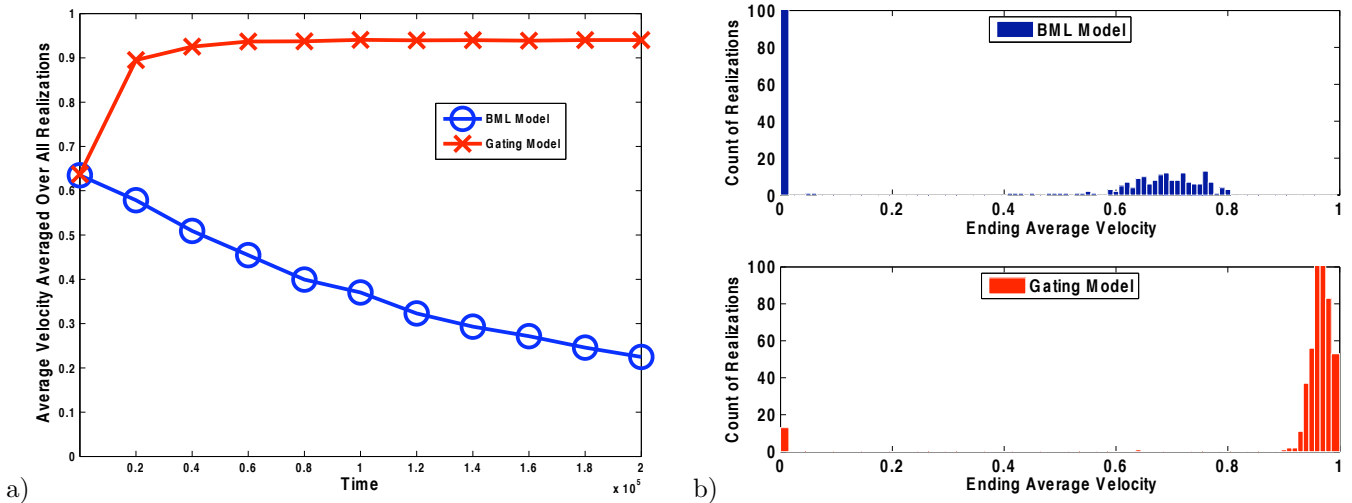 Average Velocity Averaged Over All Realizations
1
0.9
0.8
0.7
0.6
0.5
0.4
0.3
0.2
0.1
0
BML Model
Gating Model
0.2 0.4 0.6 0.8 1 1.2 1.4 1.6 1.8 2
x 10^5
Time
a)
Count of Realizations
100
80
60
40
20
0
BML Model
0 0.2 0.4 0.6 0.8 1
Ending Average Velocity
Count of Realizations
100
80
60
40
20
0
Gating Model
0 0.2 0.4 0.6 0.8 1
Ending Average Velocity
b)